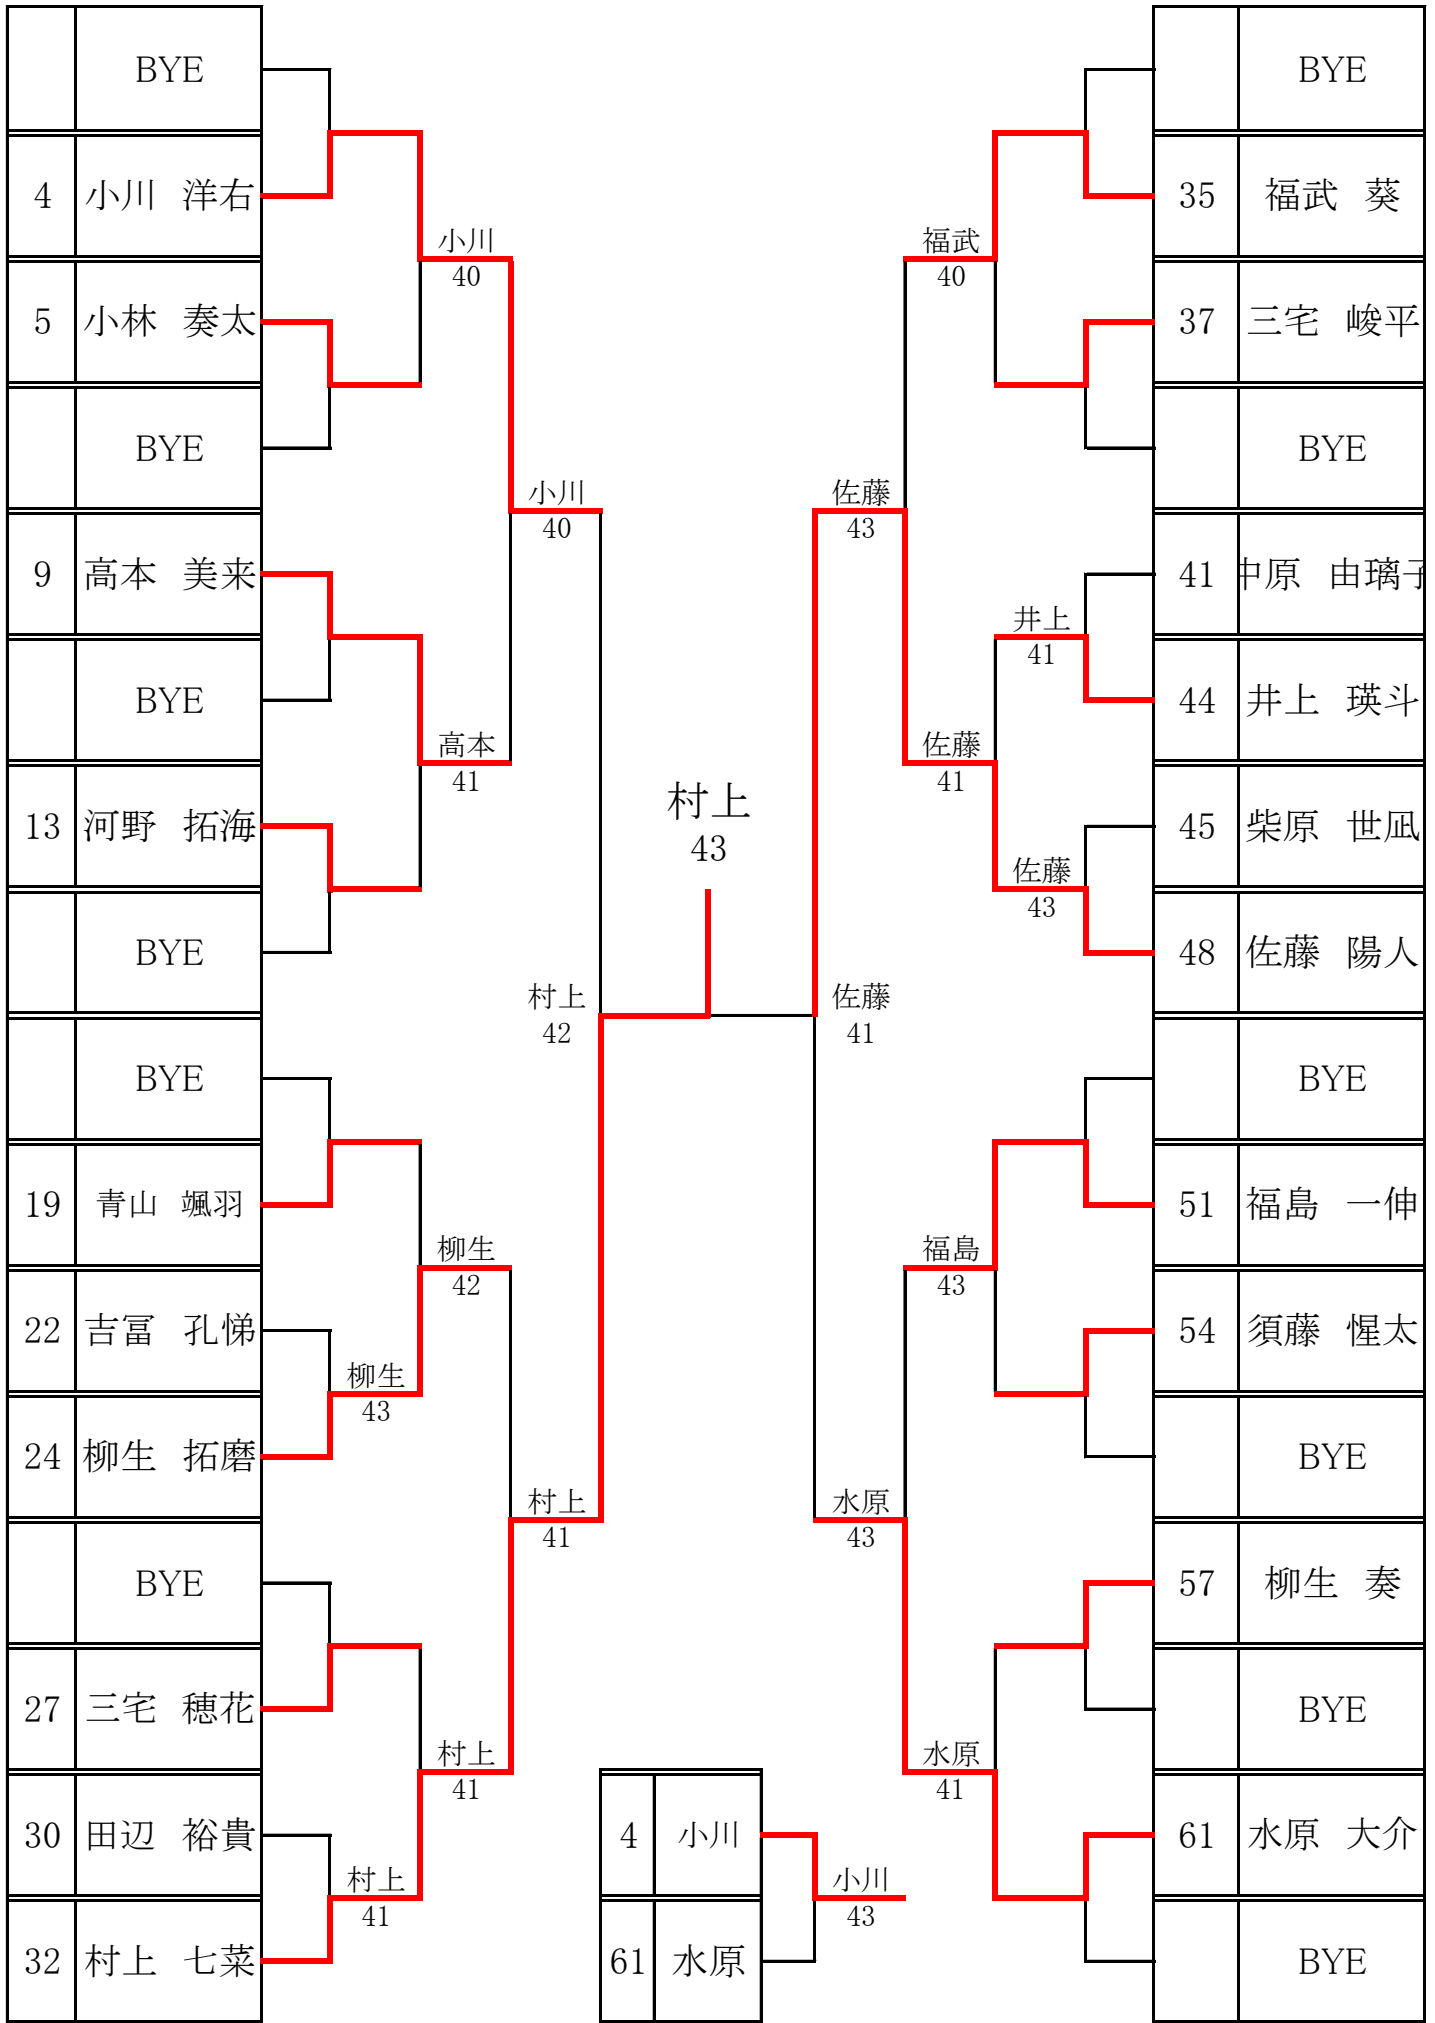 BYE
4 小川 洋右
5 小林 奏太
BYE
9 高本 美来
BYE
13 河野 拓海
BYE
BYE
19 青山 颯羽
22 吉冨 孔悌
24 柳生 拓磨
BYE
27 三宅 穂花
30 田辺 裕貴
32 村上 七菜
柳生
43
村上
41
小川
40
高本
41
柳生
42
村上
41
小川
40
村上
41
村上
42
村上
43
佐藤
41
佐藤
43
水原
43
福武
40
佐藤
41
福島
43
水原
41
井上
41
佐藤
43
BYE
35 福武 葵
37 三宅 峻平
BYE
41 中原 由璃子
44 井上 瑛斗
45 柴原 世凪
48 佐藤 陽人
BYE
51 福島 一伸
54 須藤 惺太
BYE
57 柳生 奏
BYE
61 水原 大介
BYE
4 小川
61 水原
小川
43